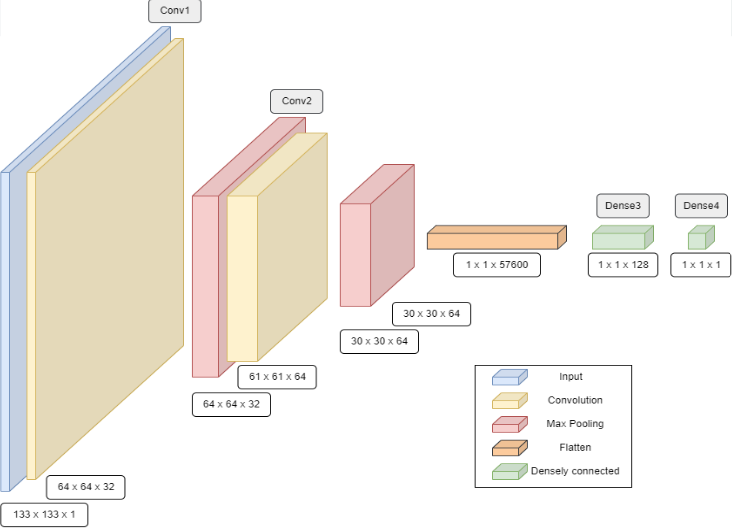 Conv1
Conv2
Dense3
Dense4
1 x 1 x 57600
1 x 1 x 128
1 x 1 x 1
30 x 30 x 64
30 x 30 x 64
61 x 61 x 64
64 x 64 x 32
64 x 64 x 32
133 x 133 x 1
Input
Convolution
Max Pooling
Flatten
Densely connected